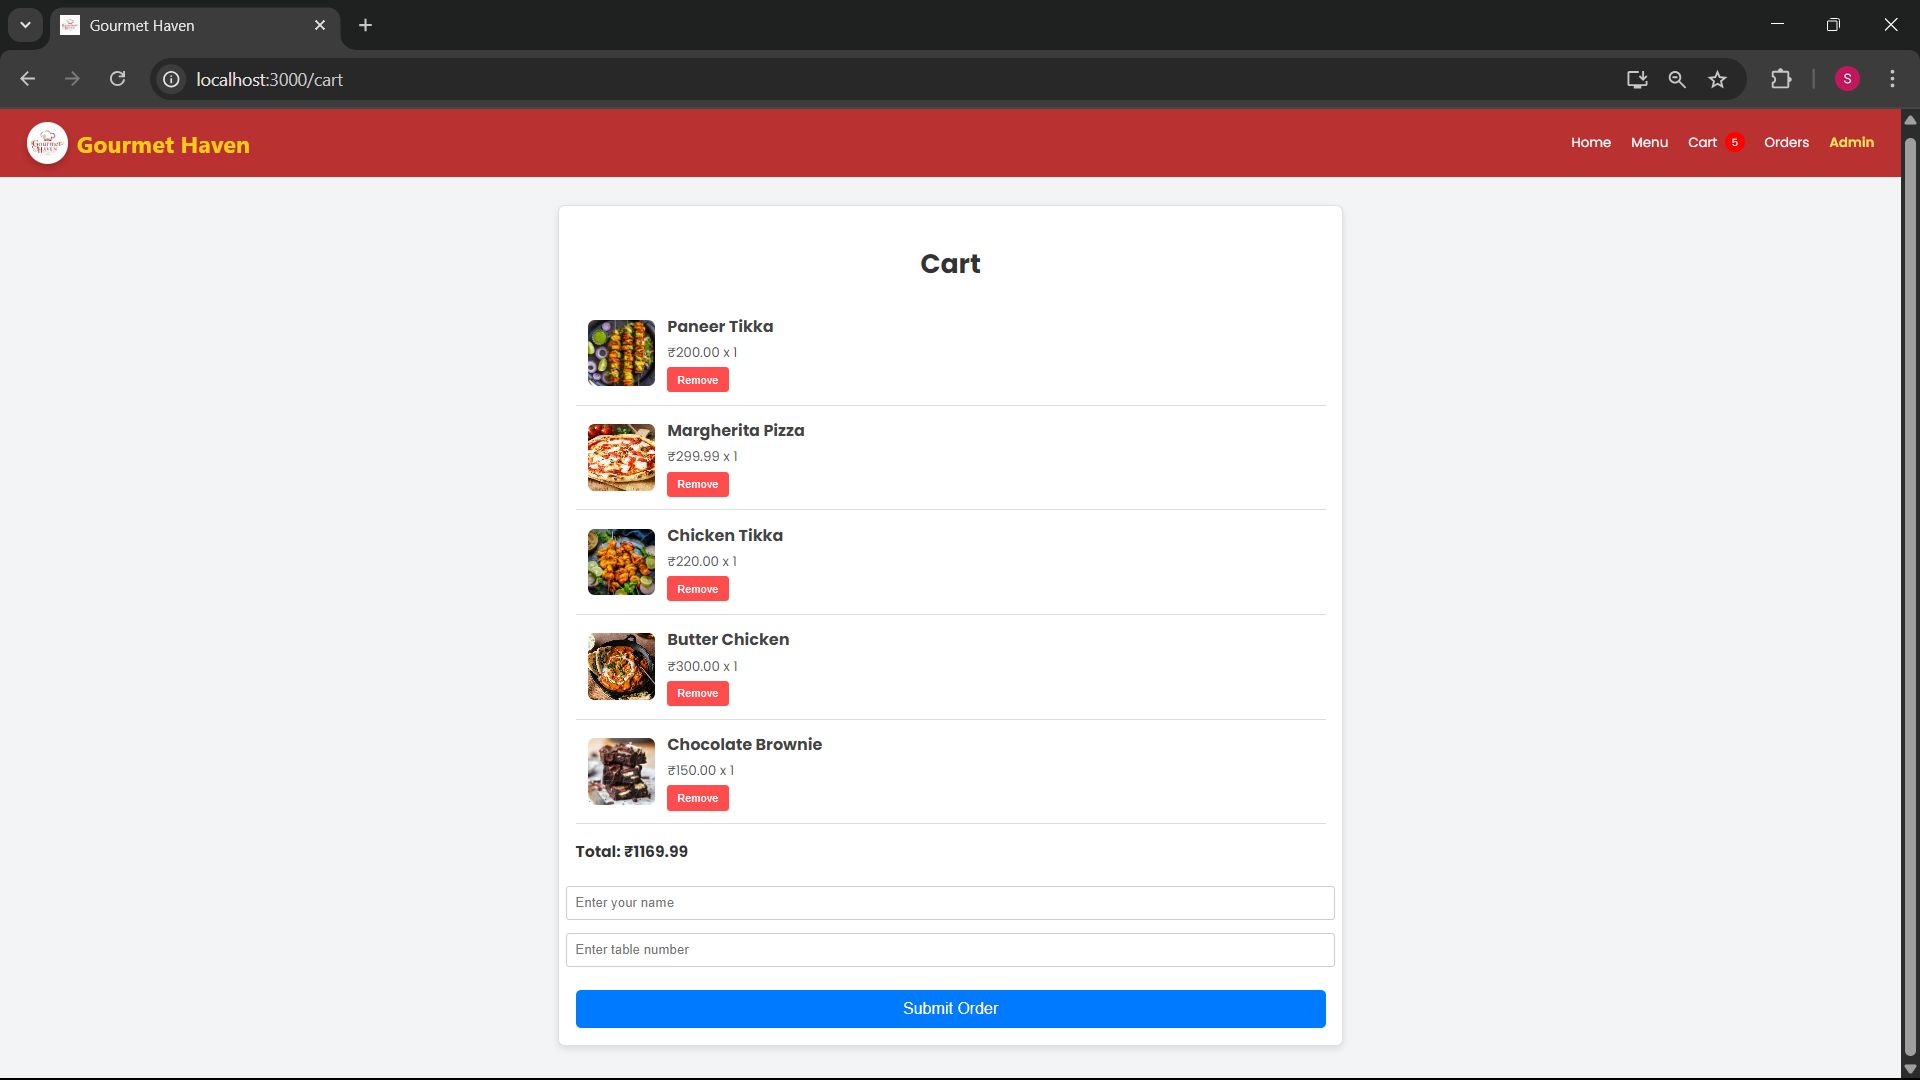 Gourmet Haven
localhost:3000/cart
S
Gourmet Haven
Gourmet Haven
Home Menu Cart 5 Orders Admin
Cart
Paneer Tikka
₹200.00 x 1
Remove
Margherita Pizza
₹299.99 x 1
Remove
Chicken Tikka
₹220.00 x 1
Remove
Butter Chicken
₹300.00 x 1
Remove
Chocolate Brownie
₹150.00 x 1
Remove
Total: ₹1169.99
Enter your name
Enter table number
Submit Order